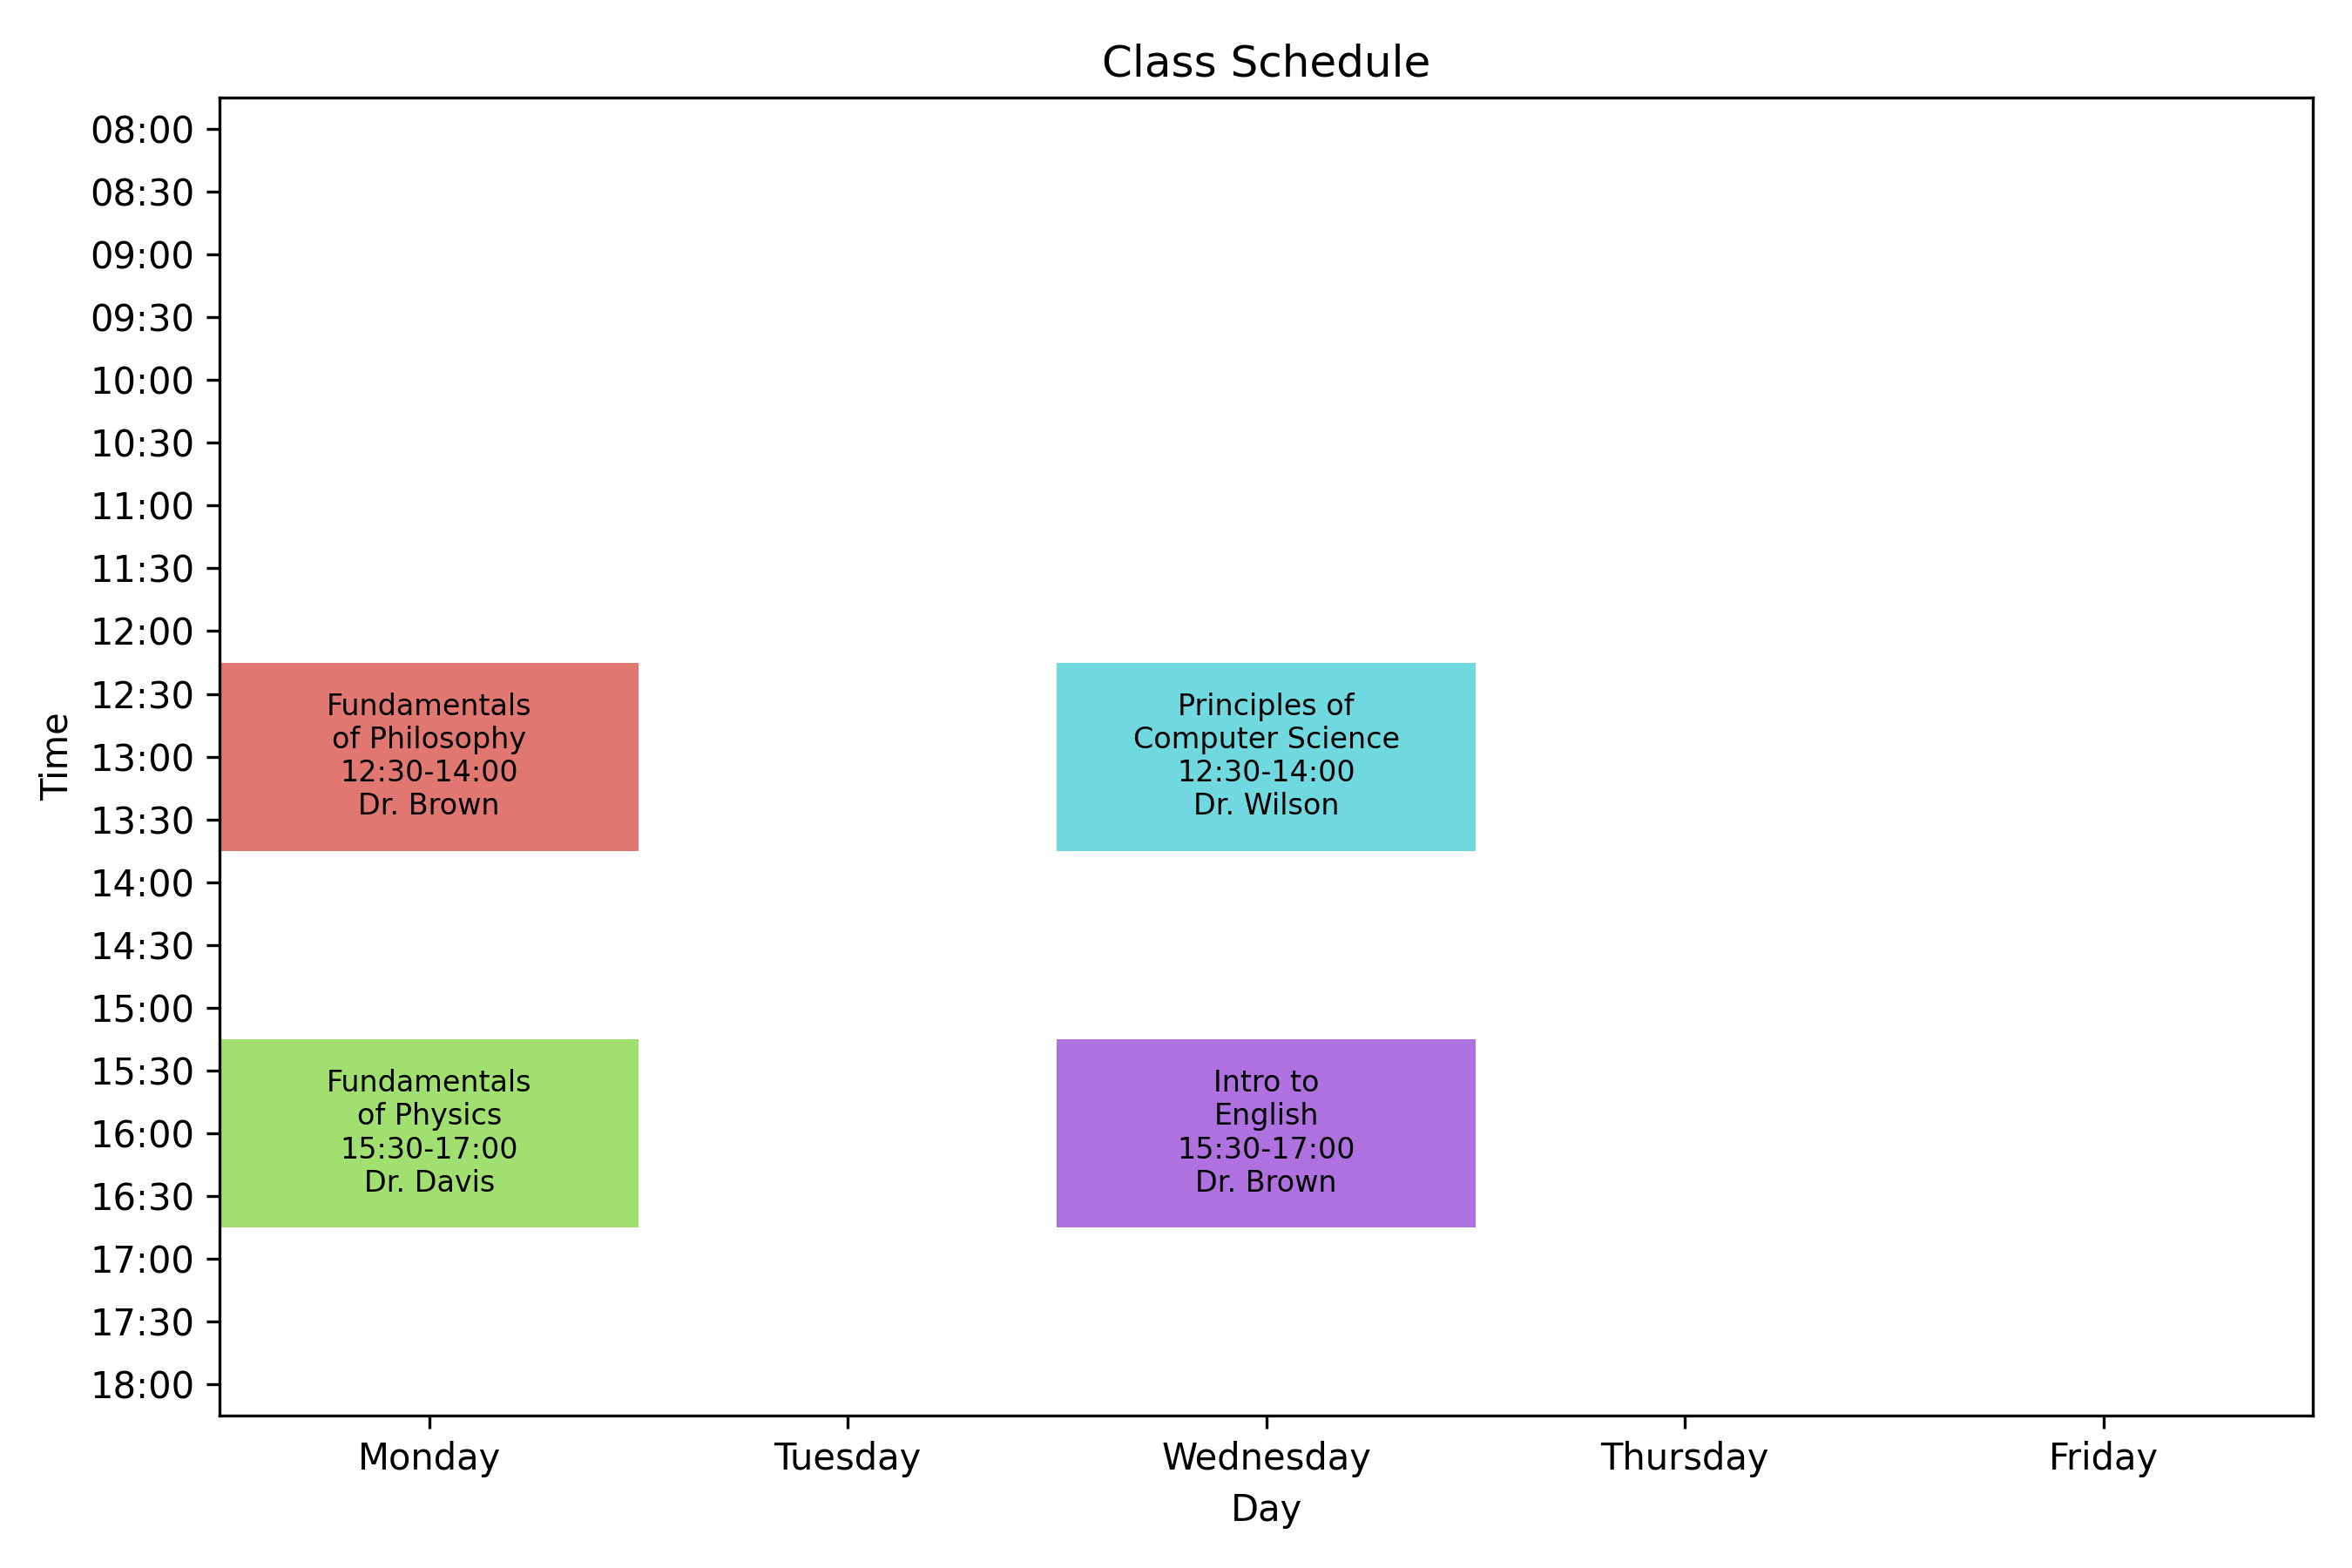 Class Schedule
Time
08:00
08:30
09:00
09:30
10:00
10:30
11:00
11:30
12:00
12:30
13:00
13:30
14:00
14:30
15:00
15:30
16:00
16:30
17:00
17:30
18:00
Fundamentals
of Philosophy
12:30-14:00
Dr. Brown
Principles of
Computer Science
12:30-14:00
Dr. Wilson
Fundamentals
of Physics
15:30-17:00
Dr. Davis
Intro to
English
15:30-17:00
Dr. Brown
Monday Tuesday Wednesday Thursday Friday
Day